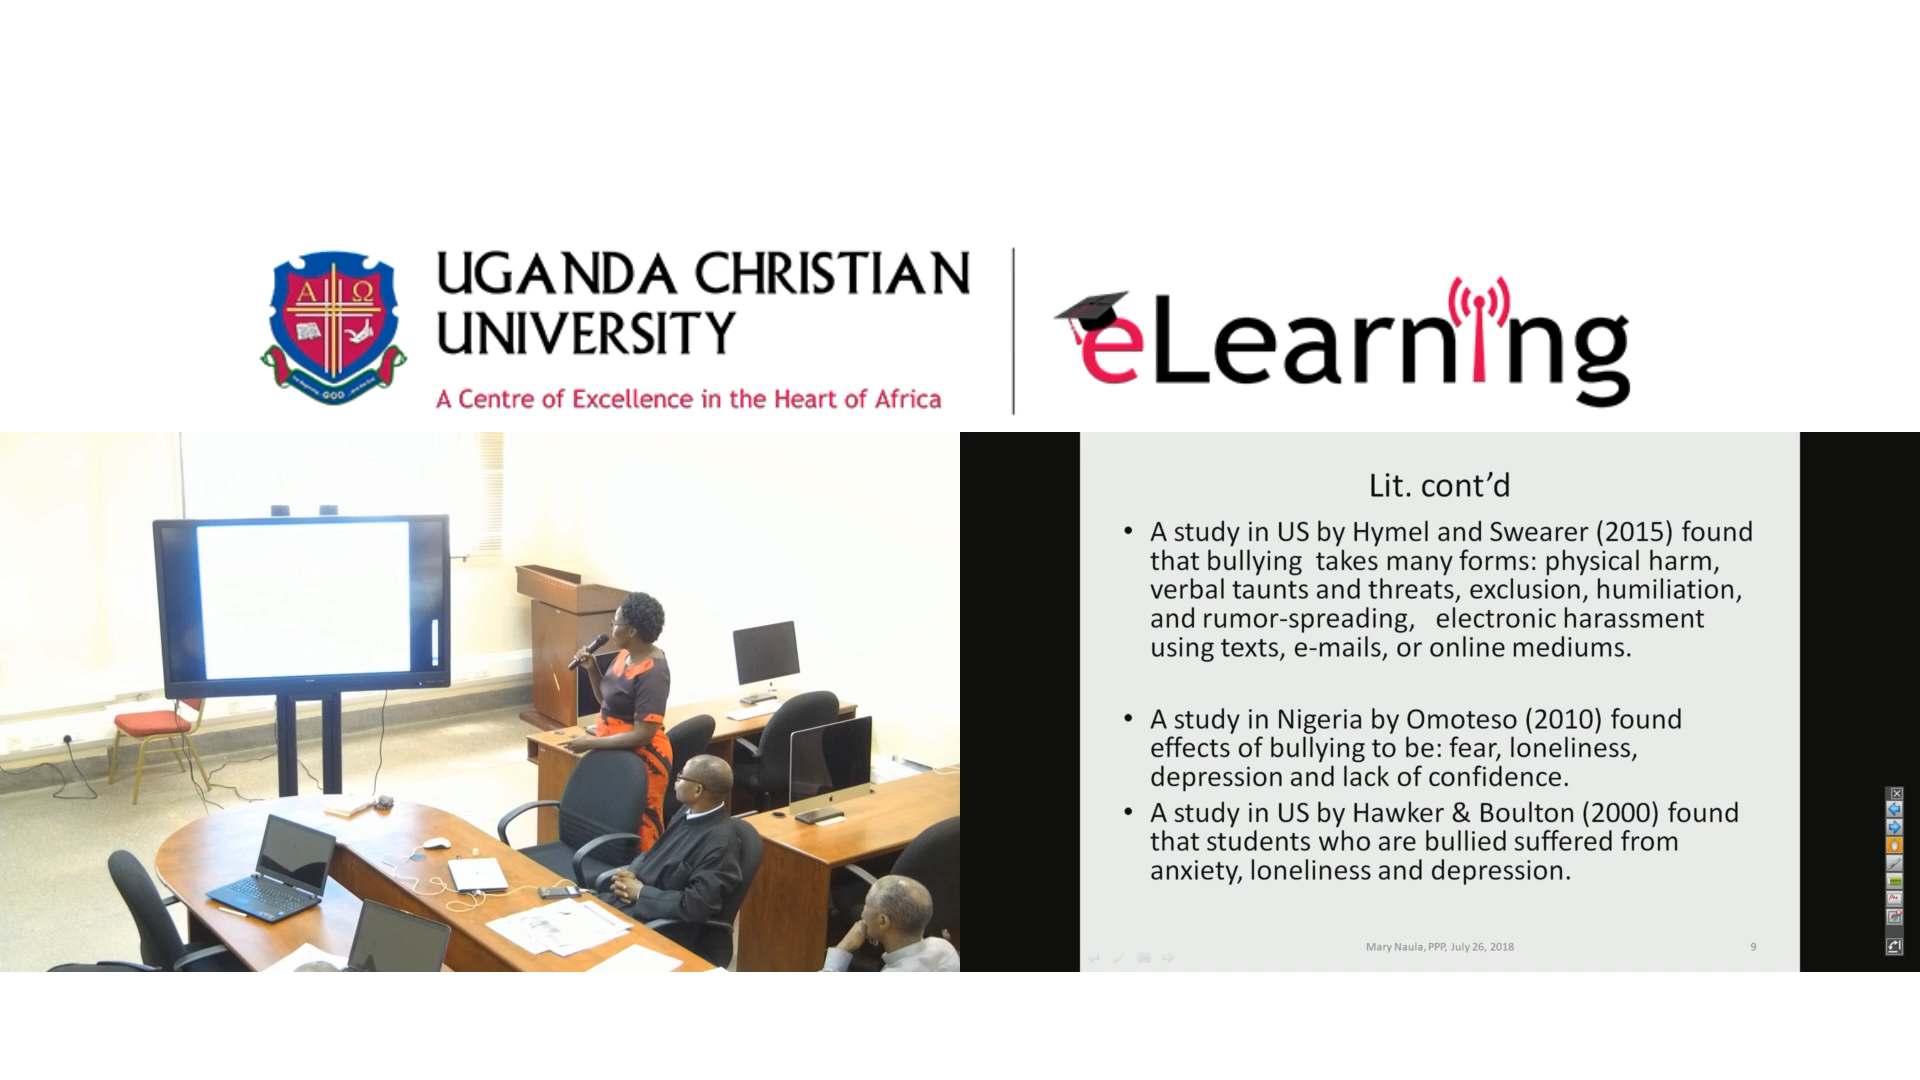 UGANDA CHRISTIAN
UNIVERSITY
A Centre of Excellence in the Heart of Africa
eLearning
Α Ω
GOD
Lit. cont’d
• A study in US by Hymel and Swearer (2015) found
that bullying takes many forms: physical harm,
verbal taunts and threats, exclusion, humiliation,
and rumor-spreading, electronic harassment
using texts, e-mails, or online mediums.
• A study in Nigeria by Omoteso (2010) found
effects of bullying to be: fear, loneliness,
depression and lack of confidence.
• A study in US by Hawker & Boulton (2000) found
that students who are bullied suffered from
anxiety, loneliness and depression.
Mary Naula, PPP, July 26, 2018
9